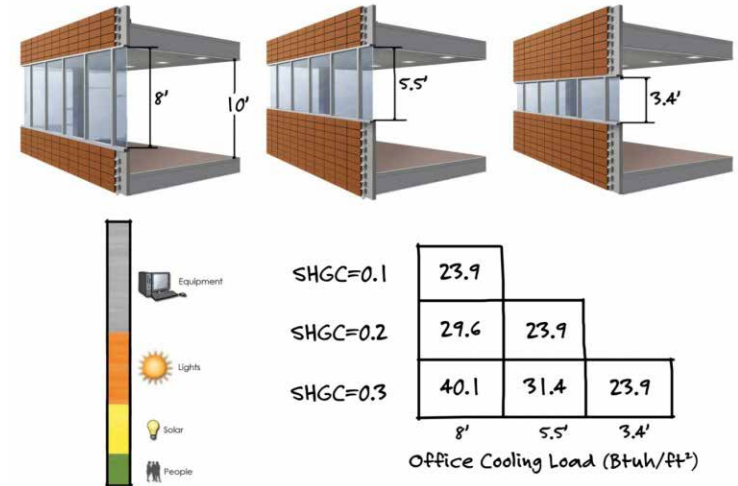 8'
10'
5.5'
3.4'
Equipment
Lights
Solar
People
SHGC=0.1 23.9
SHGC=0.2 29.6 23.9
SHGC=0.3 40.1 31.4 23.9
8' 5.5' 3.4'
Office Cooling Load (Btuh/ft²)